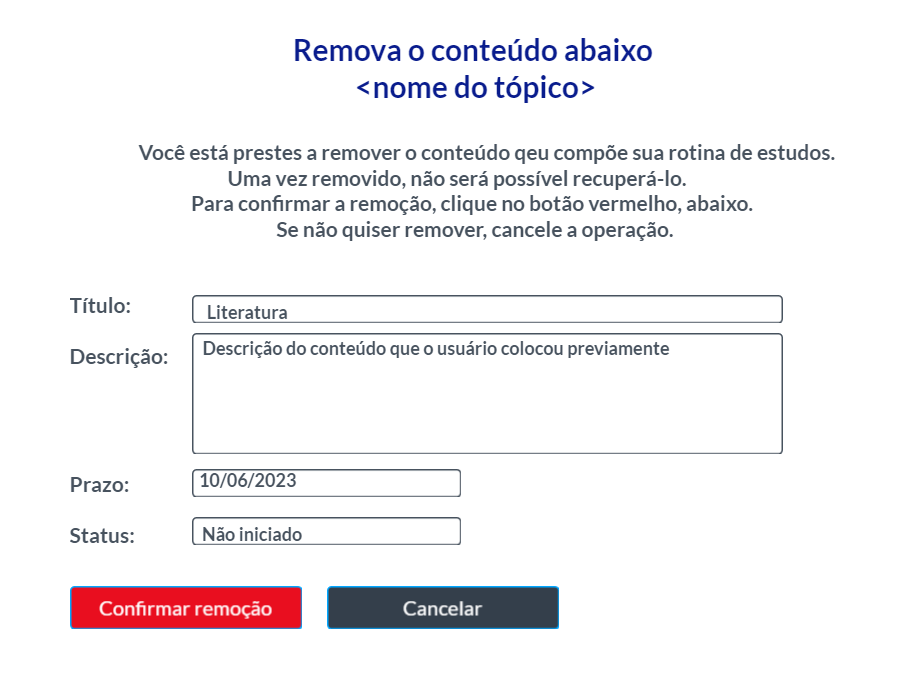 Remova o conteúdo abaixo
<nome do tópico>
Você está prestes a remover o conteúdo qeu compõe sua rotina de estudos.
Uma vez removido, não será possível recuperá-lo.
Para confirmar a remoção, clique no botão vermelho, abaixo.
Se não quiser remover, cancele a operação.
Título:
Literatura
Descrição:
Descrição do conteúdo que o usuário colocou previamente
Prazo:
10/06/2023
Status:
Não iniciado
Confirmar remoção
Cancelar